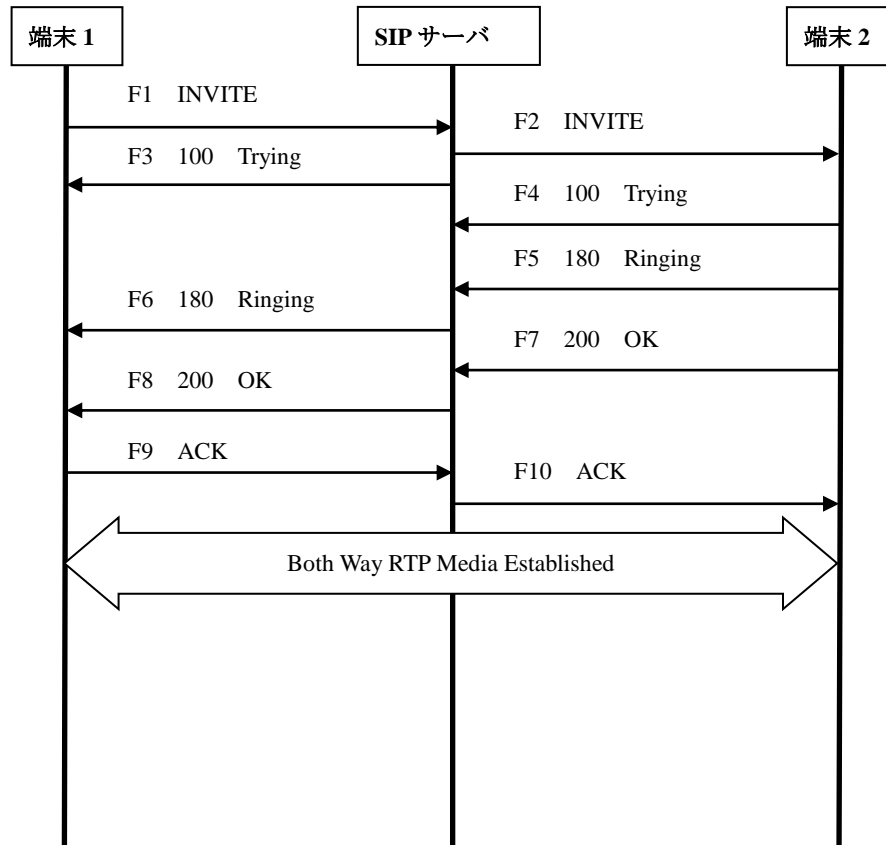 端末 1
SIP サーバ
端末 2
F1 INVITE
F2 INVITE
F3 100 Trying
F4 100 Trying
F5 180 Ringing
F6 180 Ringing
F7 200 OK
F8 200 OK
F9 ACK
F10 ACK
Both Way RTP Media Established